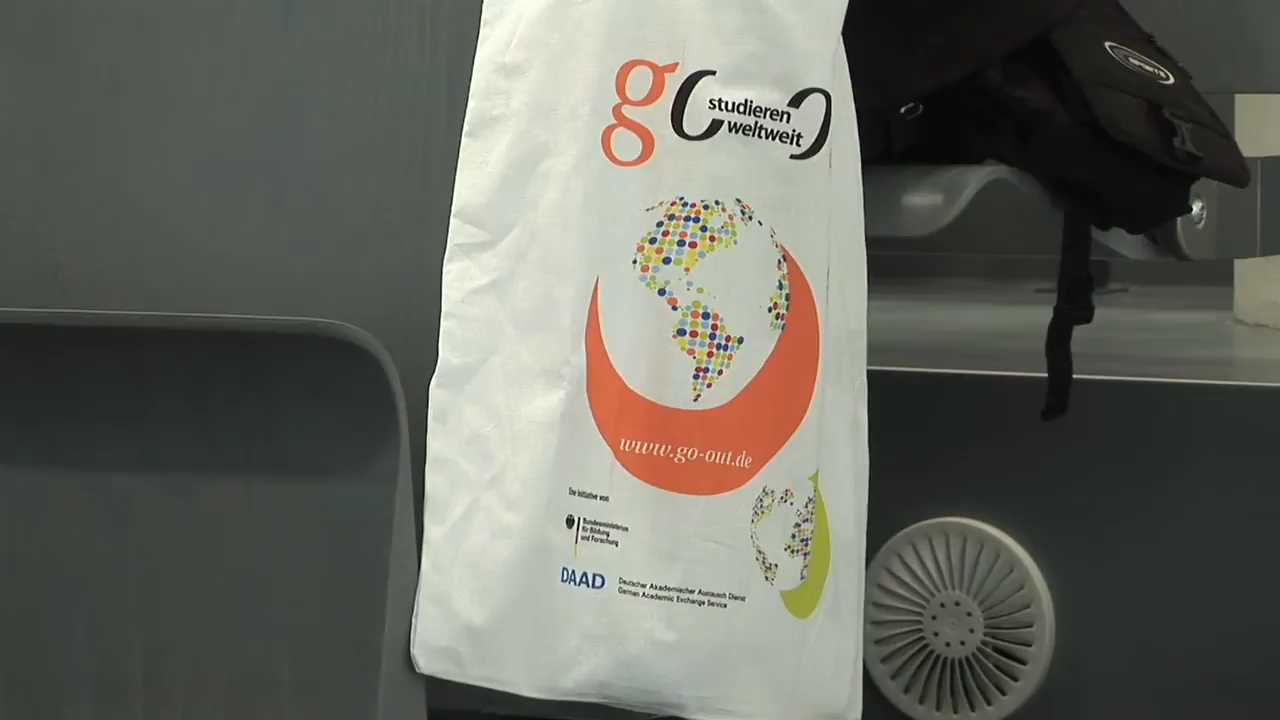 go
studieren
weltweit
www.go-out.de
Eine Initiative von
Bundesministerium
für Bildung
und Forschung
DAAD
Deutscher Akademischer Austausch Dienst
German Academic Exchange Service